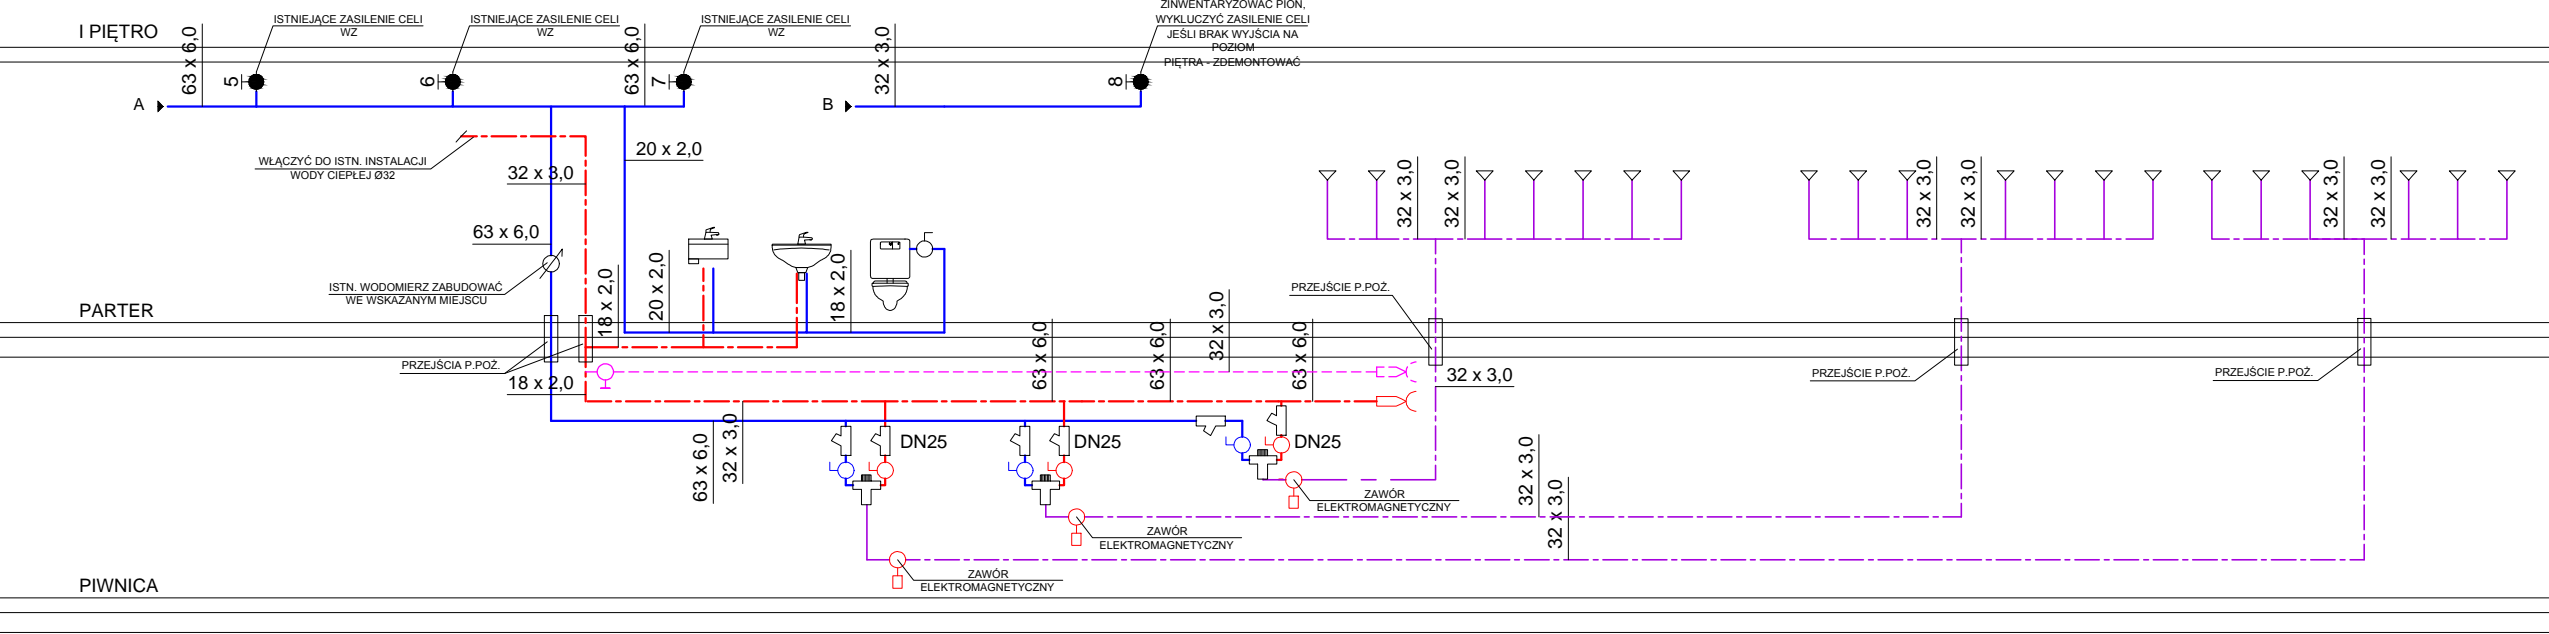 ZINWENTARYZOWAĆ PION,
WYKLUCZYĆ ZASILENIE CELI
JEŚLI BRAK WYJŚCIA NA
POZIOM
PIĘTRA - ZDEMONTOWAĆ
ISTNIEJĄCE ZASILENIE CELI
WZ
ISTNIEJĄCE ZASILENIE CELI
WZ
ISTNIEJĄCE ZASILENIE CELI
WZ
I PIĘTRO
63 x 6,0
5
6
63 x 6,0
7
32 x 3,0
8
A
B
20 x 2,0
WŁĄCZYĆ DO ISTN. INSTALACJI
WODY CIEPŁEJ Ø32
32 x 3,0
32 x 3,0
32 x 3,0
32 x 3,0
32 x 3,0
32 x 3,0
32 x 3,0
63 x 6,0
ISTN. WODOMIERZ ZABUDOWAĆ
WE WSKAZANYM MIEJSCU
18 x 2,0
20 x 2,0
18 x 2,0
PRZEJŚCIE P.POŻ.
PARTER
63 x 6,0
63 x 6,0
32 x 3,0
63 x 6,0
PRZEJŚCIA P.POŻ.
18 x 2,0
32 x 3,0
PRZEJŚCIE P.POŻ.
PRZEJŚCIE P.POŻ.
63 x 6,0
32 x 3,0
DN25
DN25
DN25
32 x 3,0
32 x 3,0
ZAWÓR
ELEKTROMAGNETYCZNY
ZAWÓR
ELEKTROMAGNETYCZNY
ZAWÓR
ELEKTROMAGNETYCZNY
PIWNICA